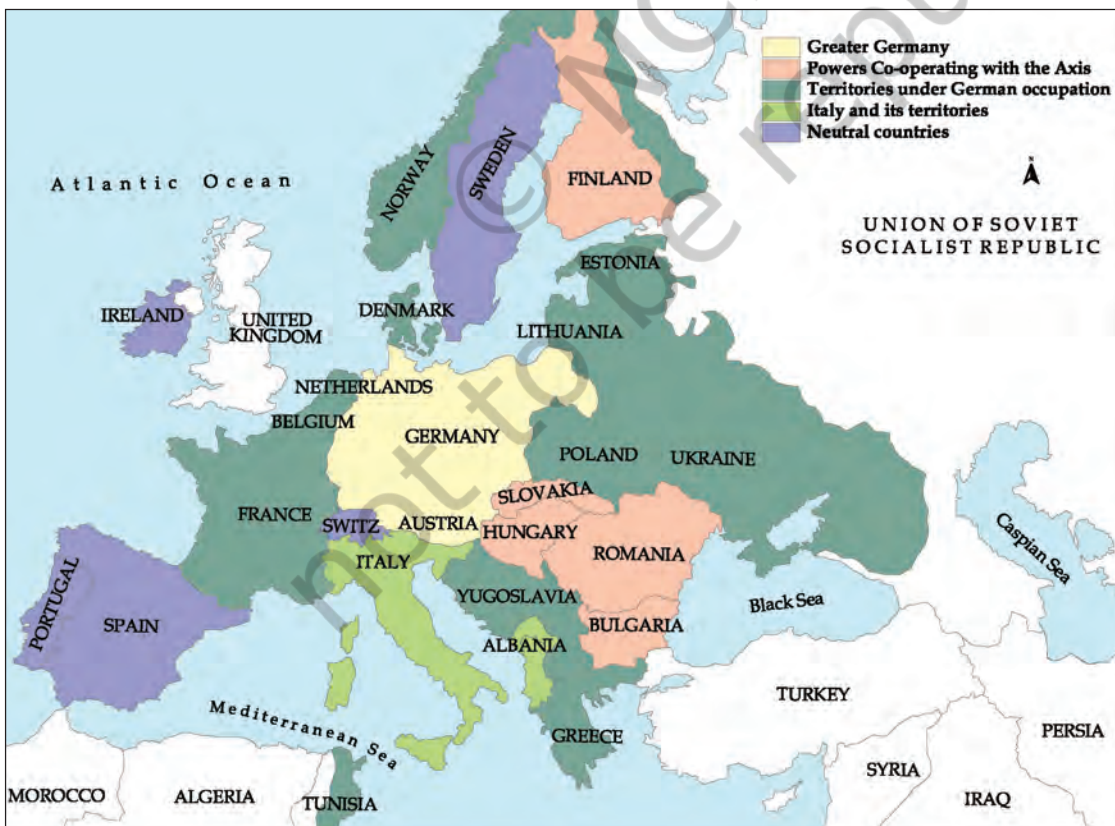 Greater Germany
Powers Co-operating with the Axis
Territories under German occupation
Italy and its territories
Neutral countries
N
UNION OF SOVIET
SOCIALIST REPUBLIC
Atlantic Ocean
NORWAY
SWEDEN
FINLAND
ESTONIA
IRELAND
UNITED
KINGDOM
DENMARK
LITHUANIA
NETHERLANDS
BELGIUM
GERMANY
POLAND
UKRAINE
SLOVAKIA
FRANCE
SWITZ
AUSTRIA
HUNGARY
ITALY
ROMANIA
Caspian Sea
PORTUGAL
SPAIN
YUGOSLAVIA
Black Sea
BULGARIA
ALBANIA
TURKEY
Mediterranean Sea
GREECE
PERSIA
SYRIA
MOROCCO
ALGERIA
TUNISIA
IRAQ
©
not to be